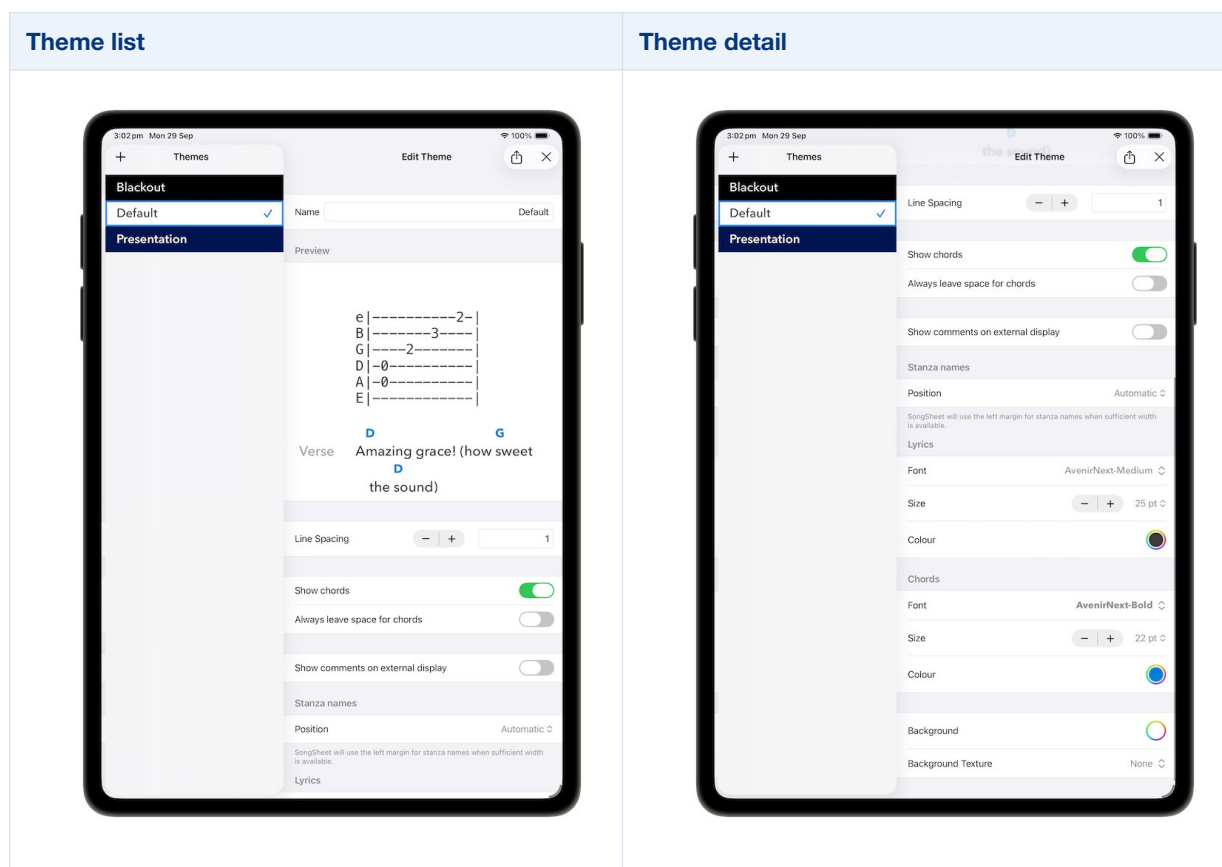 Theme list
Theme detail
3:02 pm Mon 29 Sep
100%
+ Themes
Edit Theme
Blackout
Default
Presentation
Name Default
Preview
e|----------2-|
B|-------3----|
G|----2-------|
D|-0----------|
A|-0----------|
E|------------|
D G
Verse Amazing grace! (how sweet
D
the sound)
Line Spacing - + 1
Show chords
Always leave space for chords
Show comments on external display
Stanza names
Position Automatic
SongSheet will use the left margin for stanza names when sufficient width
is available.
Lyrics
3:02 pm Mon 29 Sep
100%
D
the sound)
+ Themes
Edit Theme
Blackout
Default
Presentation
Line Spacing - + 1
Show chords
Always leave space for chords
Show comments on external display
Stanza names
Position Automatic
SongSheet will use the left margin for stanza names when sufficient width
is available.
Lyrics
Font AvenirNext-Medium
Size - + 25 pt
Colour
Chords
Font AvenirNext-Bold
Size - + 22 pt
Colour
Background
Background Texture None